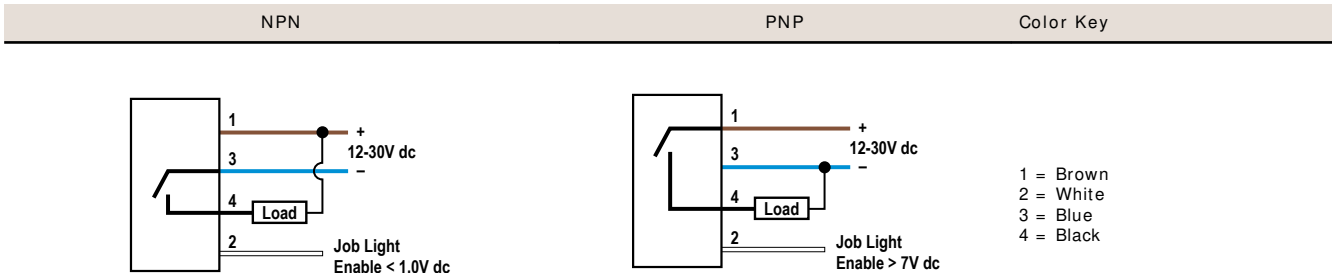 NPN PNP Color Key
1
+
12-30V dc
3
–
4
Load
2
Job Light
Enable < 1.0V dc
1
+
12-30V dc
3
–
4
Load
2
Job Light
Enable > 7V dc
1 = Brown
2 = White
3 = Blue
4 = Black